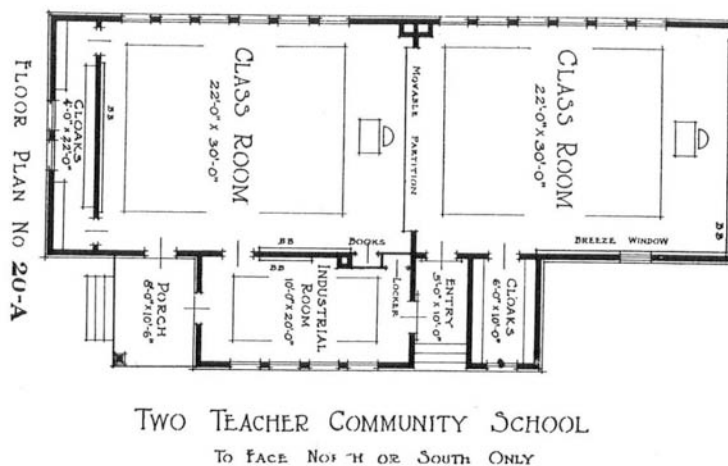 FLOOR PLAN NO 20-A
CLOAKS
4'-0" X 22'-0"
BB
CLASS ROOM
22'-0" X 30'-0"
MOVABLE PARTITION
CLASS ROOM
22'-0" X 30'-0"
BB
BREEZE WINDOW
BB
BOOKS
BB
PORCH
8'-0" X 10'-6"
INDUSTRIAL
ROOM
10'-0" X 20'-0"
LOCKER
ENTRY
5'-0" X 10'-0"
CLOAKS
6'-0" X 10'-0"
TWO TEACHER COMMUNITY SCHOOL
TO FACE NORTH OR SOUTH ONLY